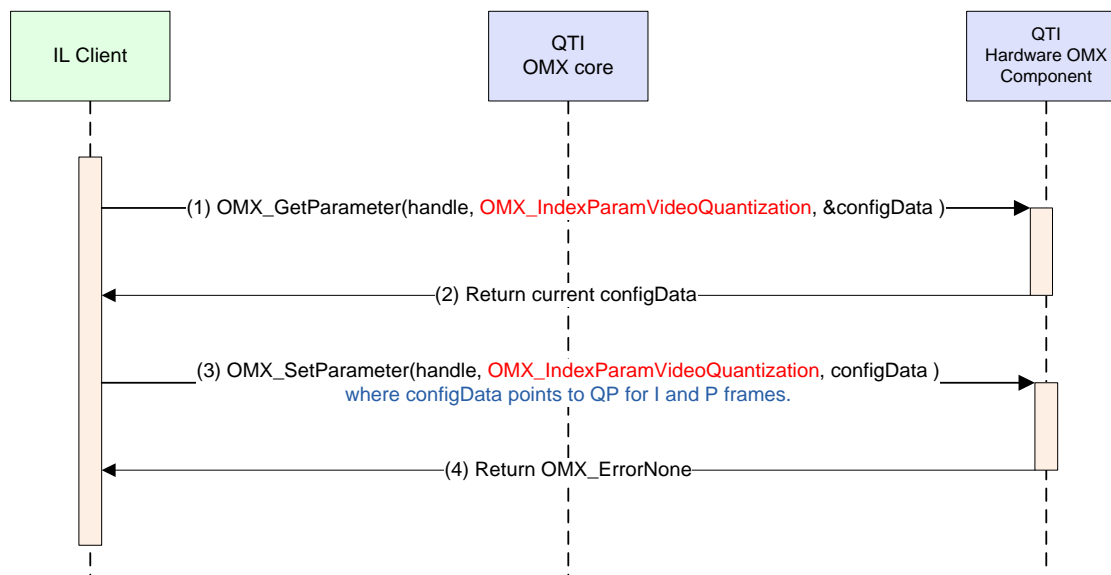 IL Client
QTI
OMX core
QTI
Hardware OMX
Component
(1) OMX_GetParameter(handle, OMX_IndexParamVideoQuantization, &configData )
(2) Return current configData
(3) OMX_SetParameter(handle, OMX_IndexParamVideoQuantization, configData )
where configData points to QP for I and P frames.
(4) Return OMX_ErrorNone